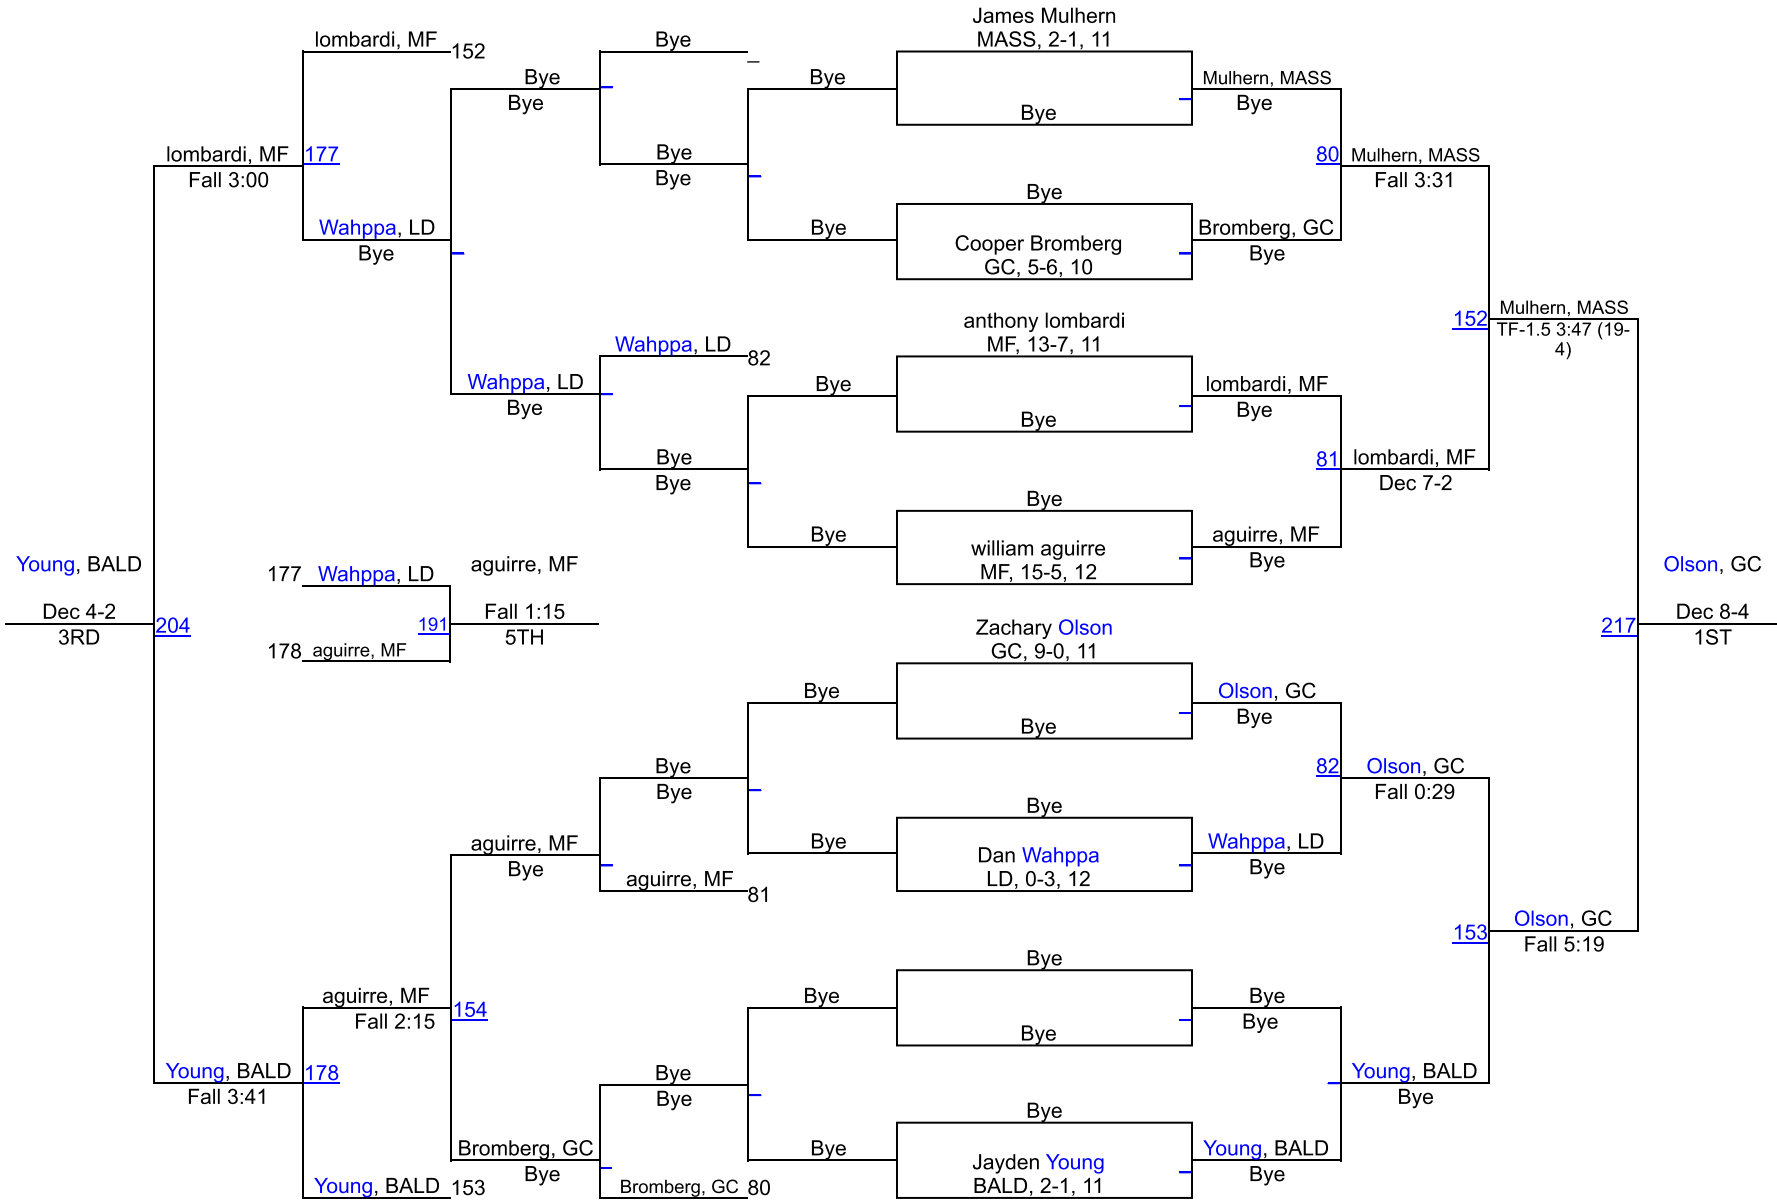 James Mulhern
MASS, 2-1, 11
lombardi, MF
152
Bye
_
Bye
Bye
Bye
Mulhern, MASS
Bye
Bye
lombardi, MF
Fall 3:00
177
Bye
Bye
80
Mulhern, MASS
Fall 3:31
Bye
Wahppa, LD
Bye
Bye
Cooper Bromberg
GC, 5-6, 10
Bromberg, GC
Bye
anthony lombardi
MF, 13-7, 11
Wahppa, LD
82
152
Mulhern, MASS
TF-1.5 3:47 (19-
4)
Wahppa, LD
Bye
Bye
Bye
lombardi, MF
Bye
Bye
Bye
81
lombardi, MF
Dec 7-2
Bye
Bye
william aguirre
MF, 15-5, 12
aguirre, MF
Bye
Young, BALD
Dec 4-2
3RD
204
177
Wahppa, LD
178
aguirre, MF
191
aguirre, MF
Fall 1:15
5TH
Olson, GC
Dec 8-4
1ST
217
Zachary Olson
GC, 9-0, 11
Bye
Bye
Olson, GC
Bye
Bye
Bye
82
Olson, GC
Fall 0:29
Bye
aguirre, MF
Bye
Bye
Dan Wahppa
LD, 0-3, 12
Wahppa, LD
Bye
aguirre, MF
81
153
Olson, GC
Fall 5:19
Bye
aguirre, MF
Fall 2:15
154
Bye
Bye
Bye
Bye
Young, BALD
Fall 3:41
178
Bye
Bye
Young, BALD
Bye
Bye
Bromberg, GC
Bye
Bye
Jayden Young
BALD, 2-1, 11
Young, BALD
Bye
Young, BALD
153
Bromberg, GC
80